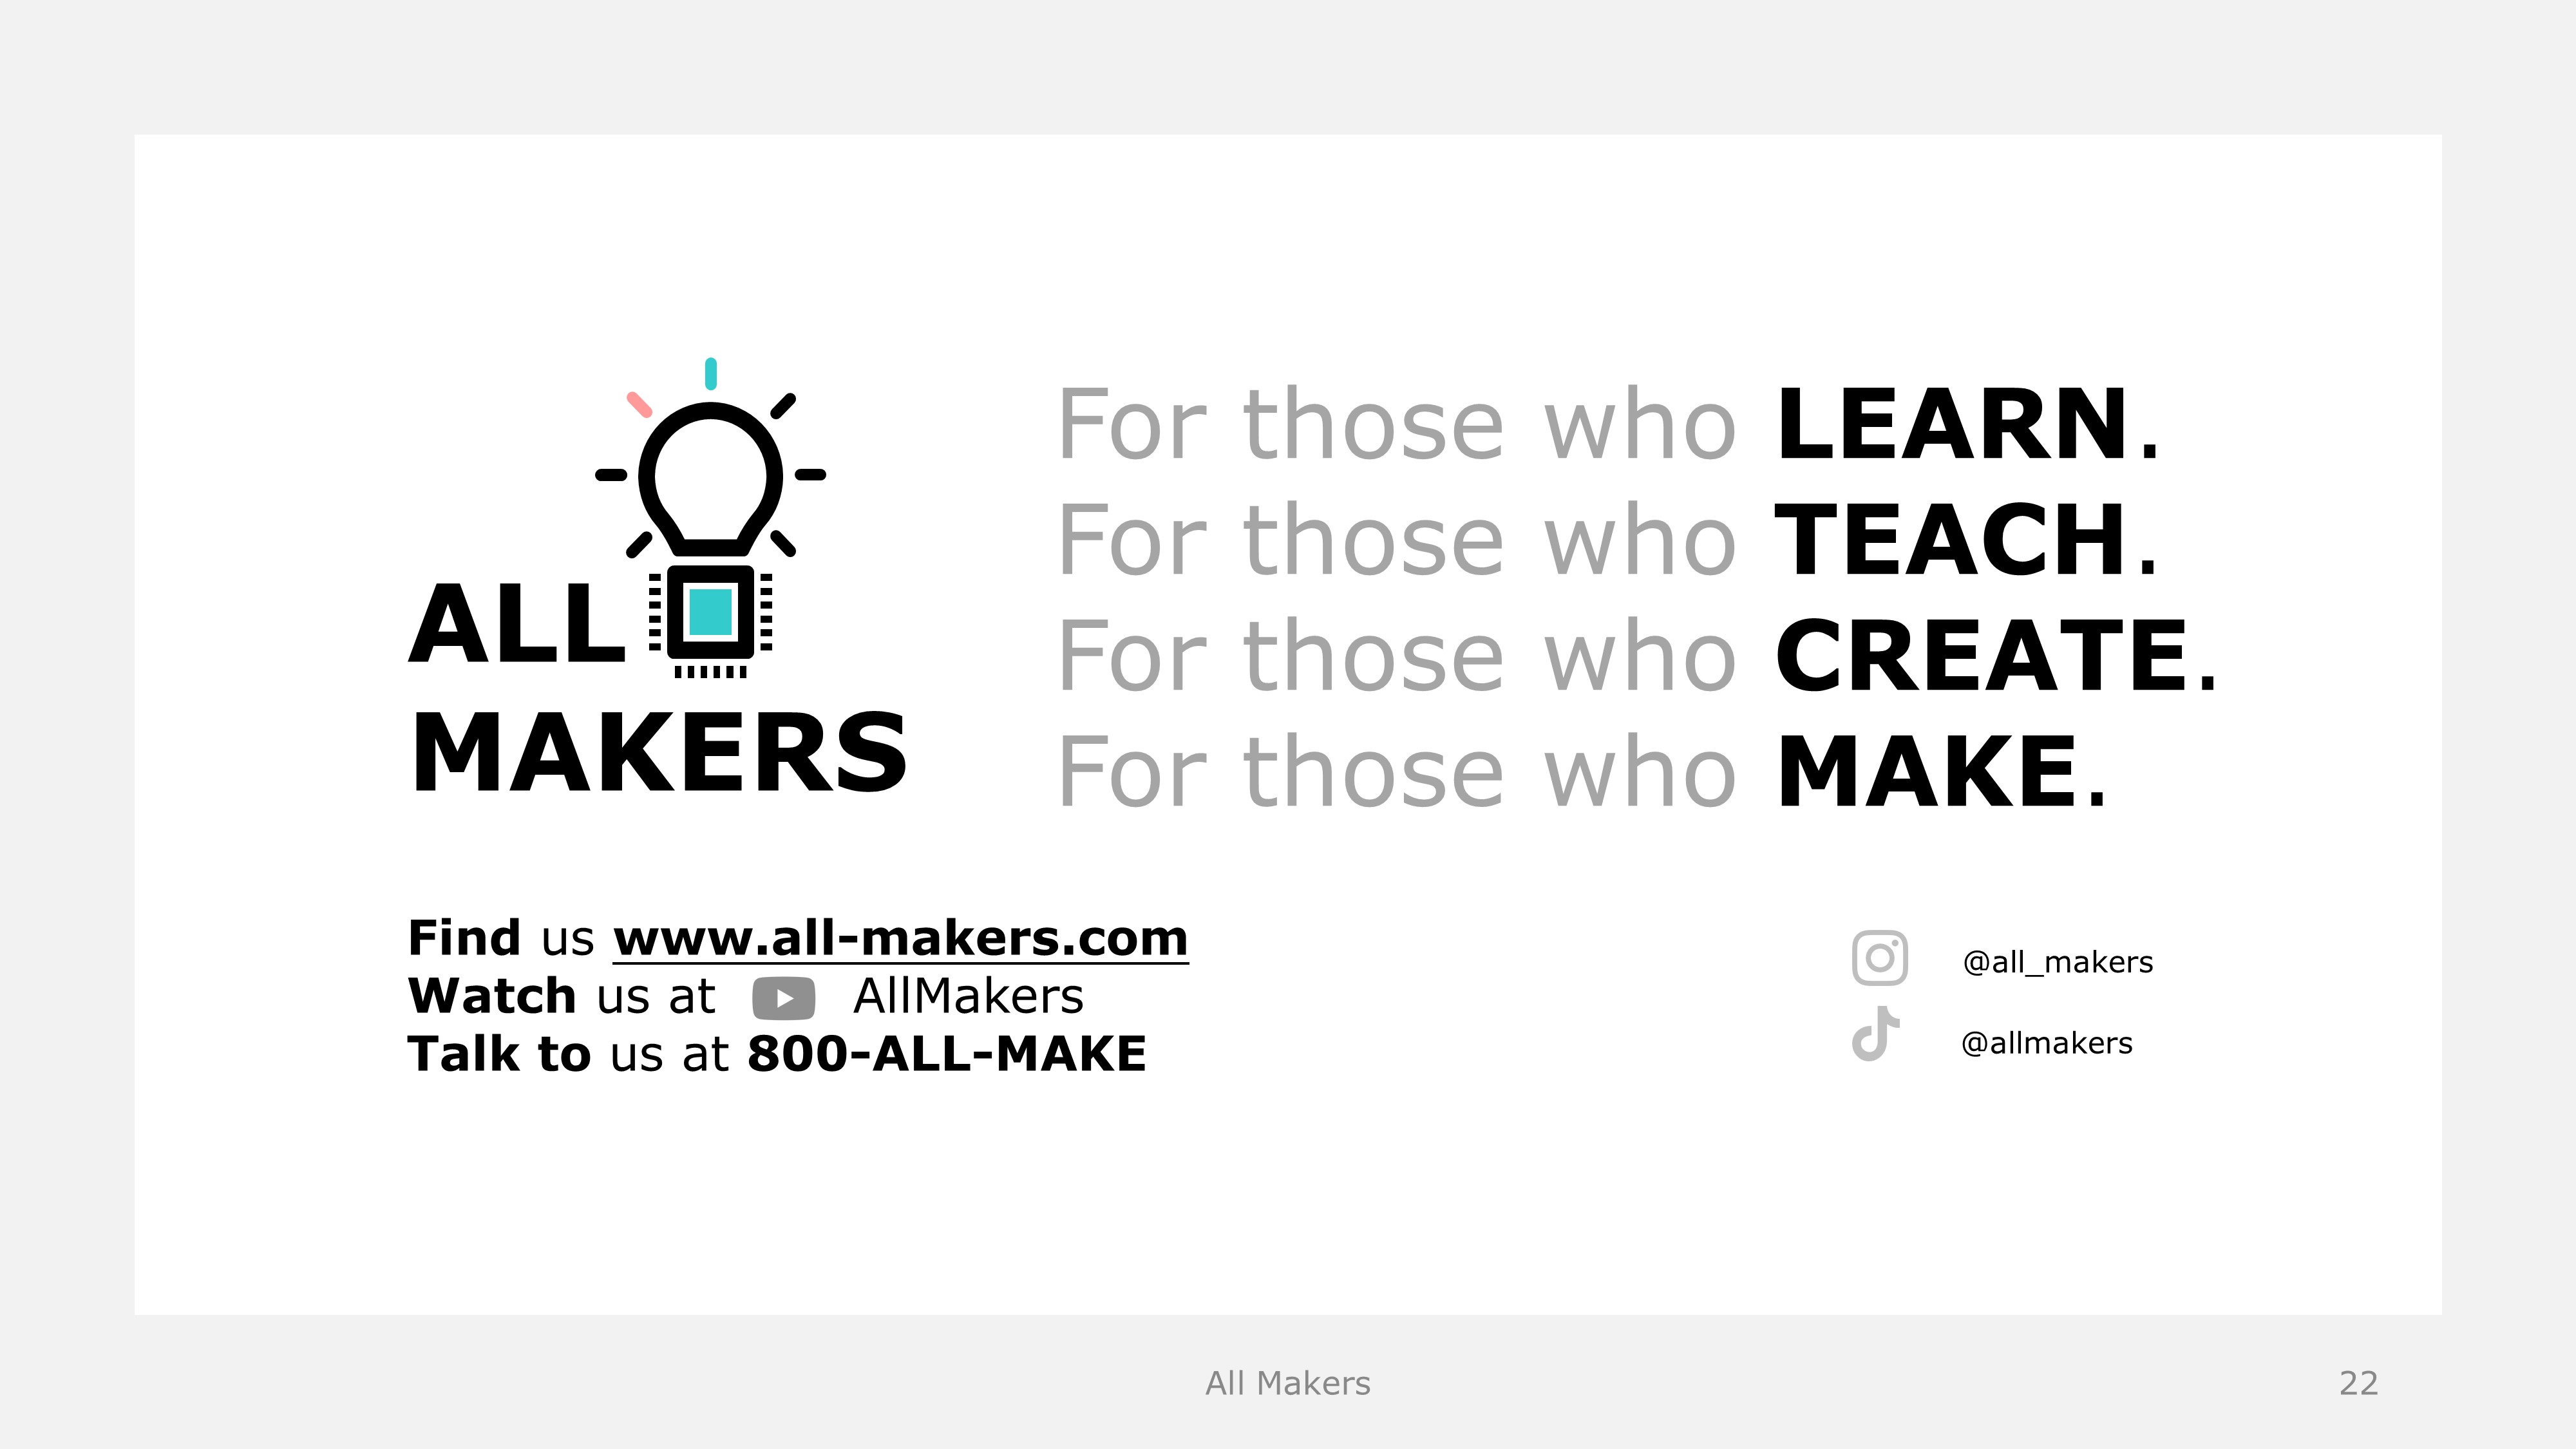 ALL
MAKERS
For those who LEARN.
For those who TEACH.
For those who CREATE.
For those who MAKE.
Find us www.all-makers.com
Watch us at AllMakers
Talk to us at 800-ALL-MAKE
@all_makers
@allmakers
All Makers
22